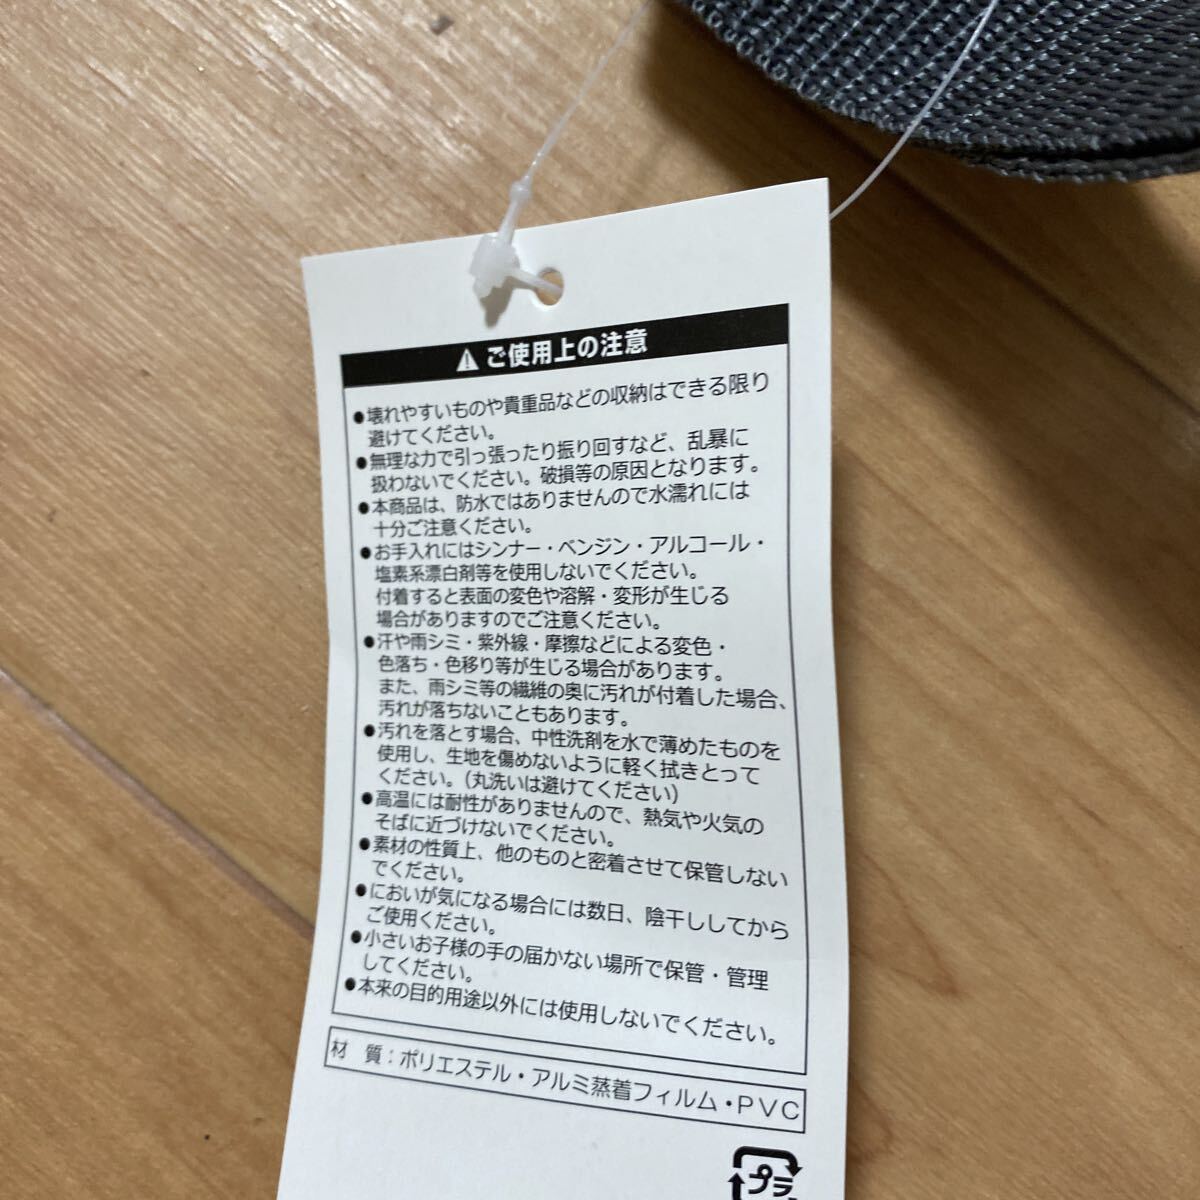 ⚠ご使用上の注意
●壊れやすいものや貴重品などの収納はできる限り
避けてください。
●無理な力で引っ張ったり振り回すなど、乱暴に
扱わないでください。破損等の原因となります。
●本商品は、防水ではありませんので水濡れには
十分ご注意ください。
●お手入れにはシンナー・ベンジン・アルコール・
塩素系漂白剤等を使用しないでください。
付着すると表面の変色や溶解・変形が生じる
場合がありますのでご注意ください。
●汗や雨シミ・紫外線・摩擦などによる変色・
色落ち・色移り等が生じる場合があります。
また、雨シミ等の繊維の奥に汚れが付着した場合、
汚れが落ちないこともあります。
●汚れを落とす場合、中性洗剤を水で薄めたものを
使用し、生地を傷めないように軽く拭きとって
ください。(丸洗いは避けてください)
●高温には耐性がありませんので、熱気や火気の
そばに近づけないでください。
●素材の性質上、他のものと密着させて保管しない
でください。
●においが気になる場合には数日、陰干ししてから
ご使用ください。
●小さいお子様の手の届かない場所で保管・管理
してください。
●本来の目的用途以外には使用しないでください。
材 質:ポリエステル・アルミ蒸着フィルム・PVC
プラ